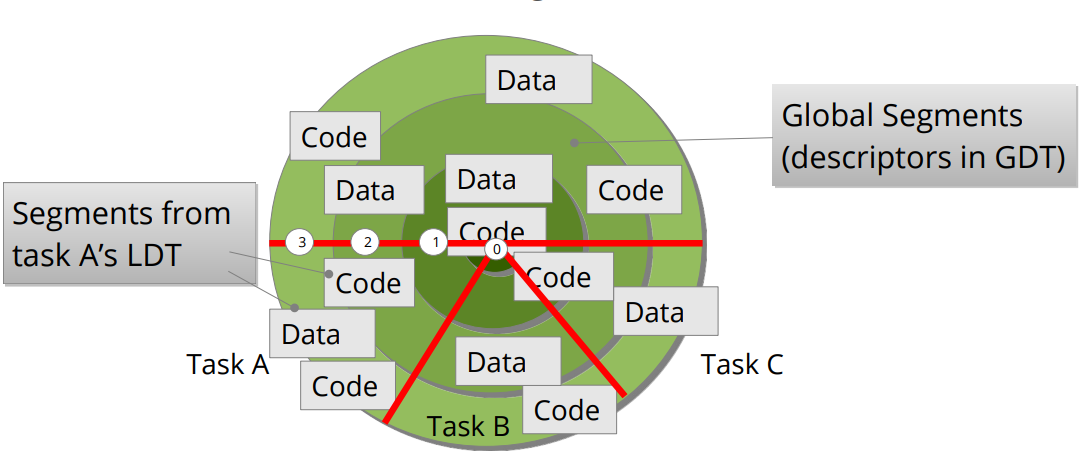 Data
Code
Global Segments
(descriptors in GDT)
Data
Data
Code
Segments from
task A's LDT
Code
3
2
1
0
Code
Code
Data
Data
Task A
Data
Task C
Code
Code
Task B